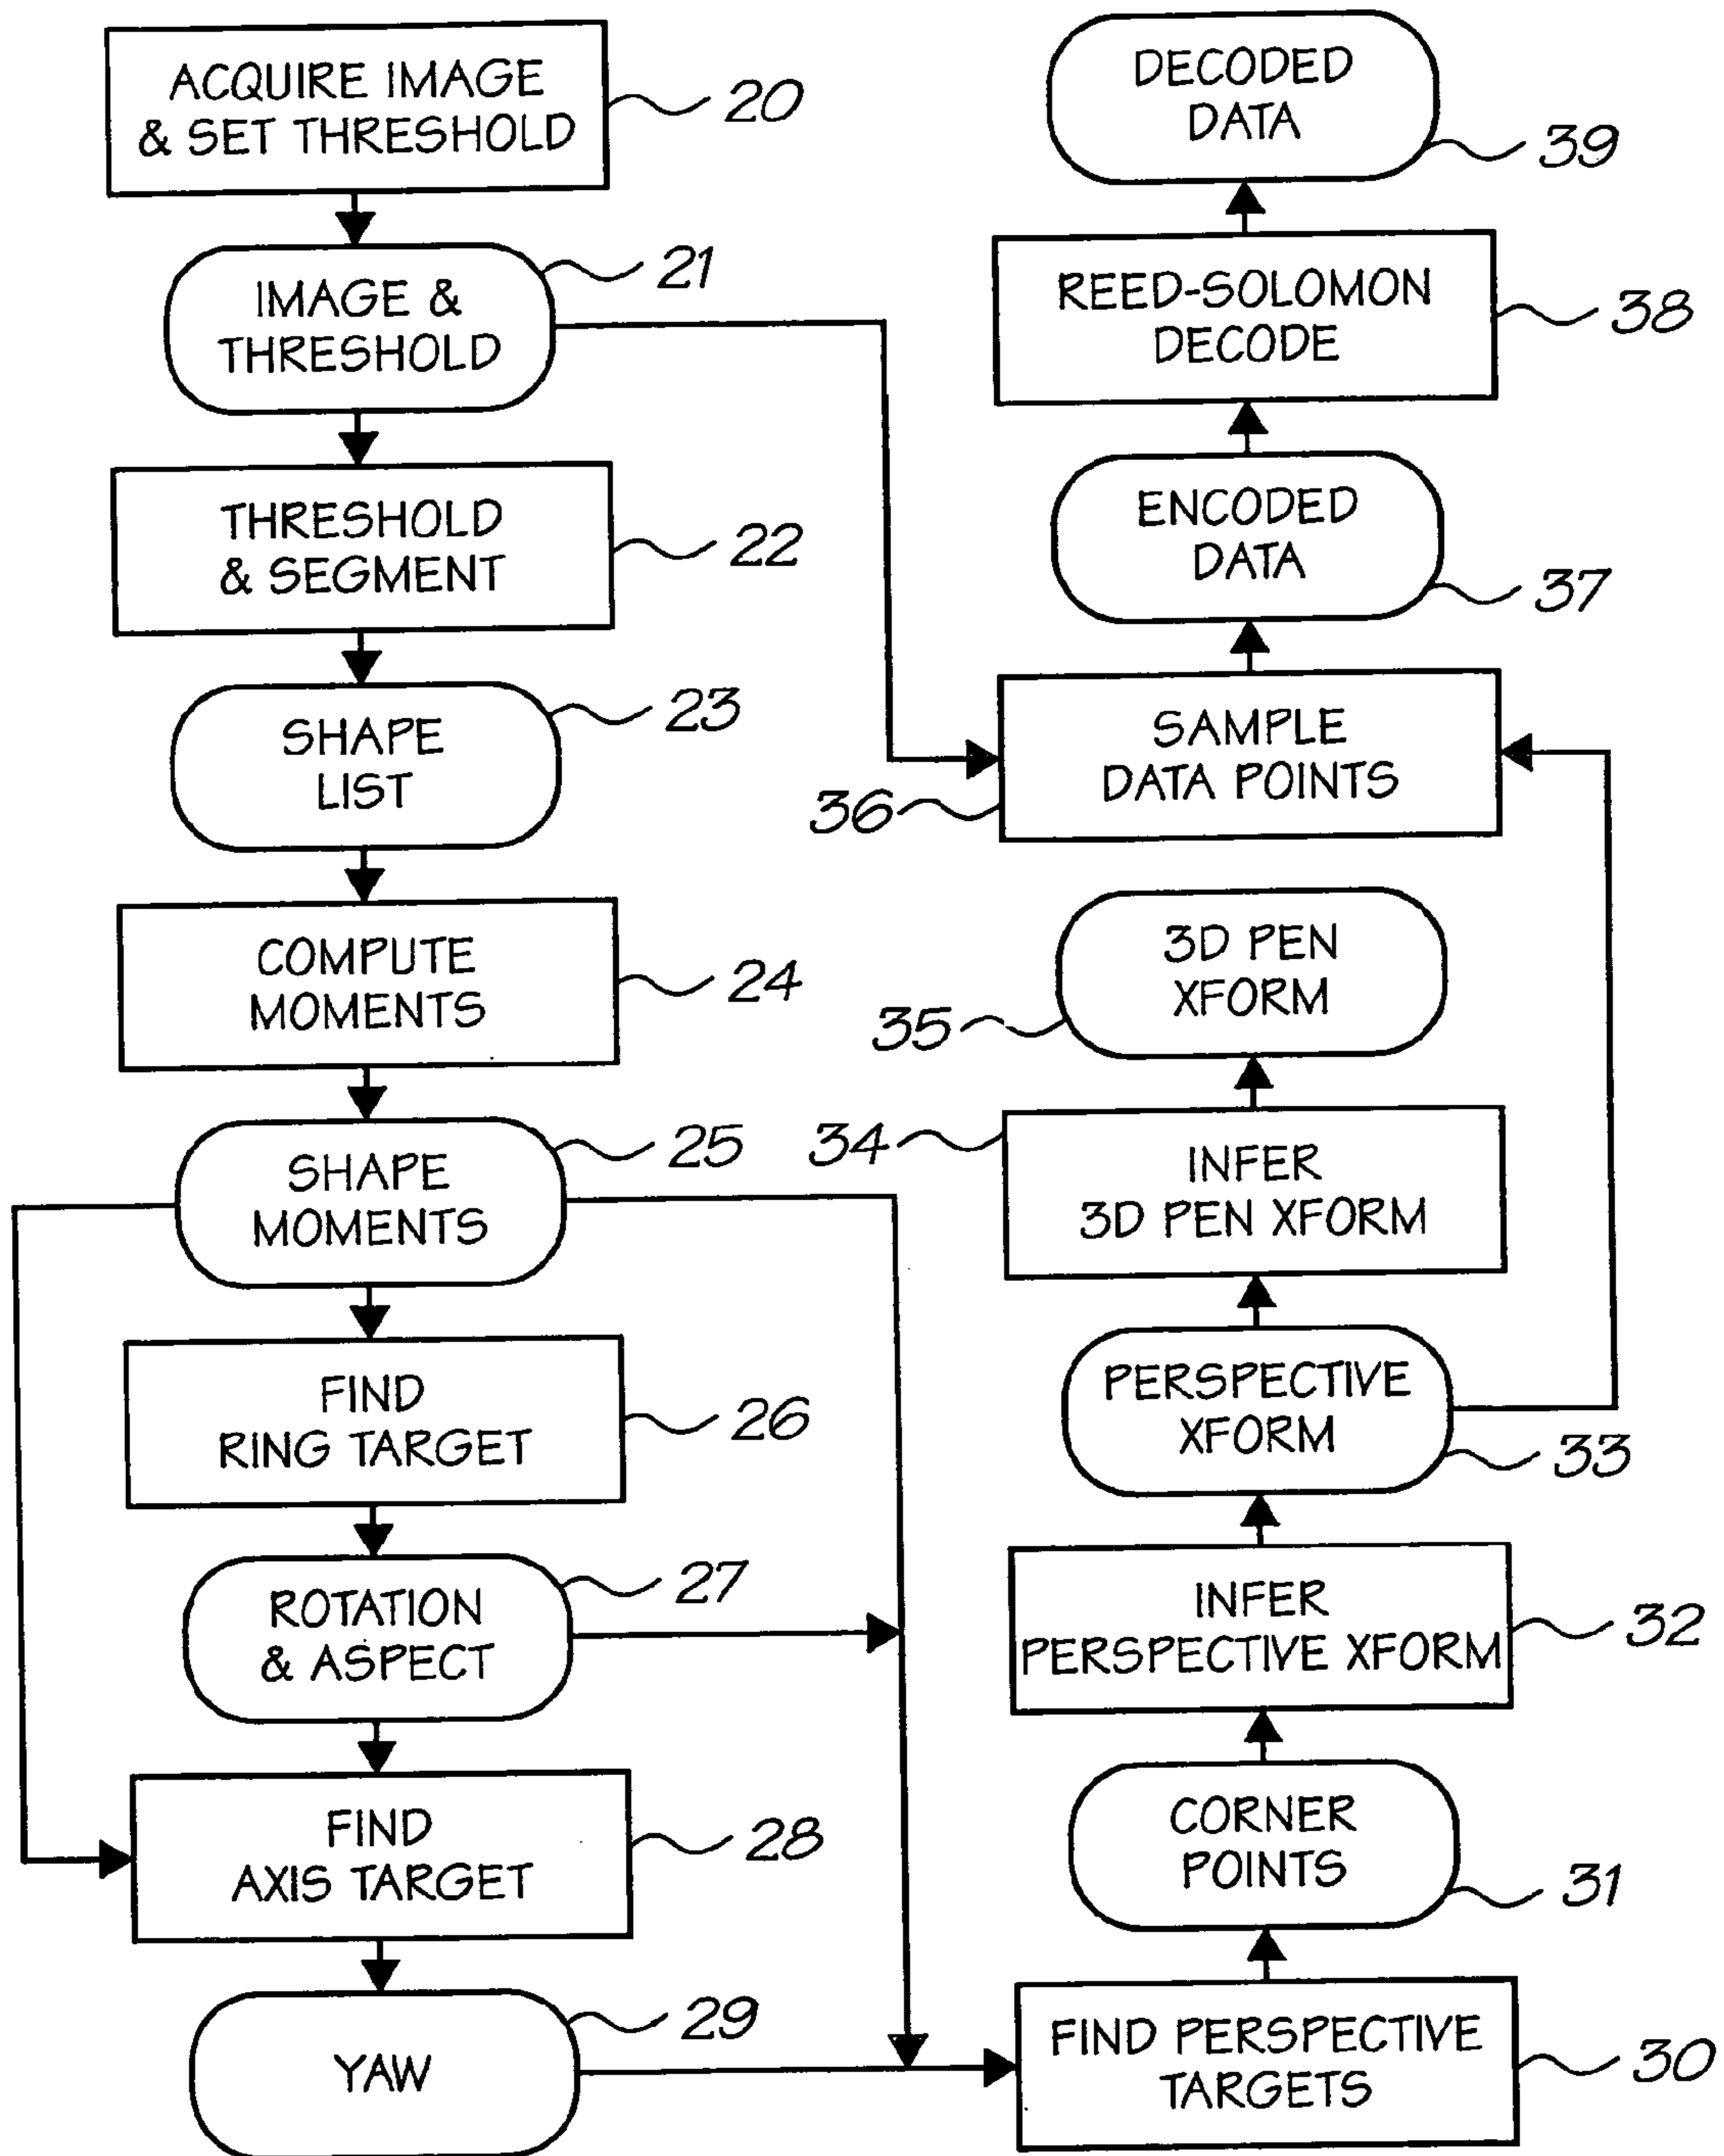 ACQUIRE IMAGE
& SET THRESHOLD
20
IMAGE &
THRESHOLD
21
THRESHOLD
& SEGMENT
22
SHAPE
LIST
23
COMPUTE
MOMENTS
24
SHAPE
MOMENTS
25
FIND
RING TARGET
26
ROTATION
& ASPECT
27
FIND
AXIS TARGET
28
YAW
29
FIND PERSPECTIVE
TARGETS
30
CORNER
POINTS
31
INFER
PERSPECTIVE XFORM
32
PERSPECTIVE
XFORM
33
INFER
3D PEN XFORM
34
3D PEN
XFORM
35
SAMPLE
DATA POINTS
36
ENCODED
DATA
37
REED-SOLOMON
DECODE
38
DECODED
DATA
39